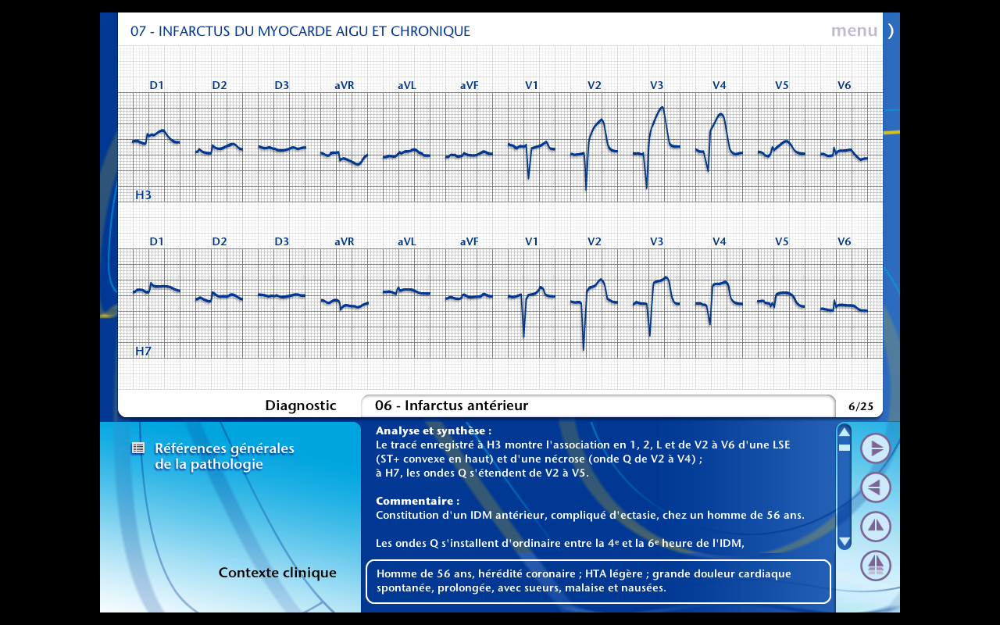 07 - INFARCTUS DU MYOCARDE AIGU ET CHRONIQUE
menu )
D1 D2 D3 aVR aVL aVF V1 V2 V3 V4 V5 V6
H3
D1 D2 D3 aVR aVL aVF V1 V2 V3 V4 V5 V6
H7
Diagnostic
06 - Infarctus antérieur
6/25
Références générales
de la pathologie
Analyse et synthèse :
Le tracé enregistré à H3 montre l'association en 1, 2, L et de V2 à V6 d'une LSE
(ST+ convexe en haut) et d'une nécrose (onde Q de V2 à V4) ;
à H7, les ondes Q s'étendent de V2 à V5.
Commentaire :
Constitution d'un IDM antérieur, compliqué d'ectasie, chez un homme de 56 ans.
Les ondes Q s'installent d'ordinaire entre la 4e et la 6e heure de l'IDM,
Contexte clinique
Homme de 56 ans, hérédité coronaire ; HTA légère ; grande douleur cardiaque
spontanée, prolongée, avec sueurs, malaise et nausées.